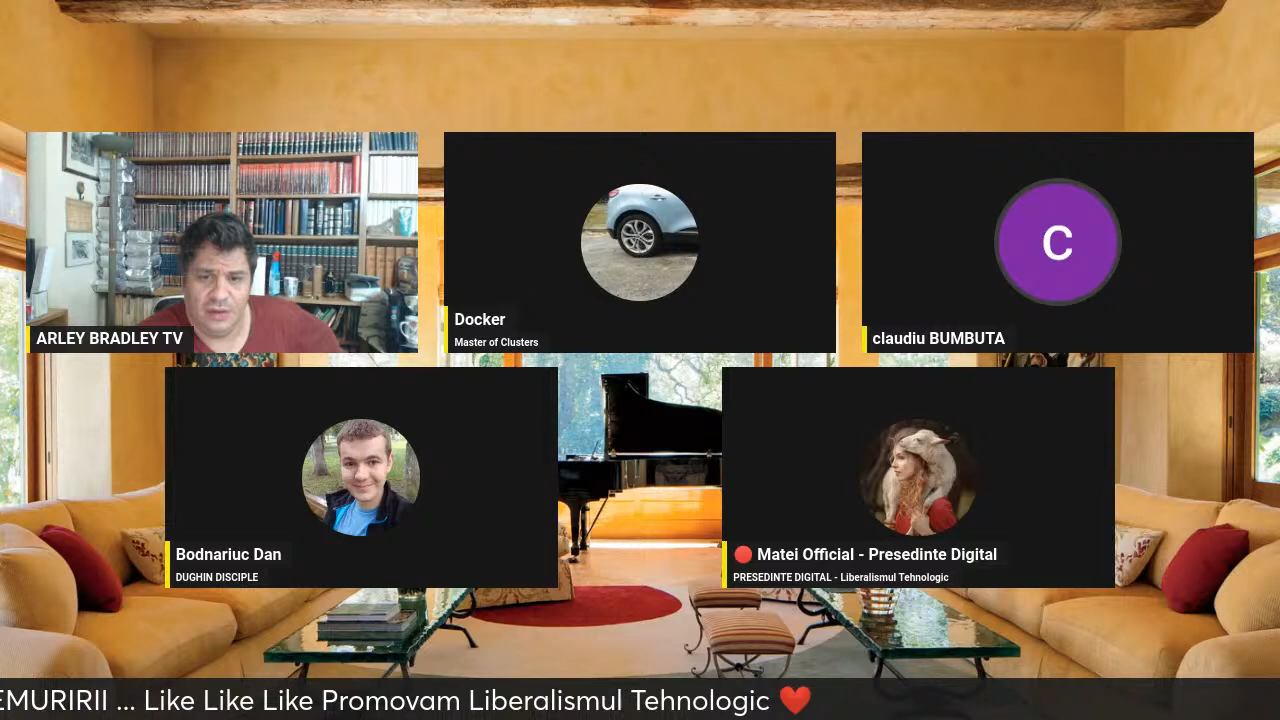 ARLEY BRADLEY TV
Docker
Master of Clusters
C
claudiu BUMBUTA
Bodnariuc Dan
DUGHIN DISCIPLE
🔴 Matei Official - Presedinte Digital
PRESEDINTE DIGITAL - Liberalismul Tehnologic
EMURIRII ... Like Like Like Promovam Liberalismul Tehnologic ❤️